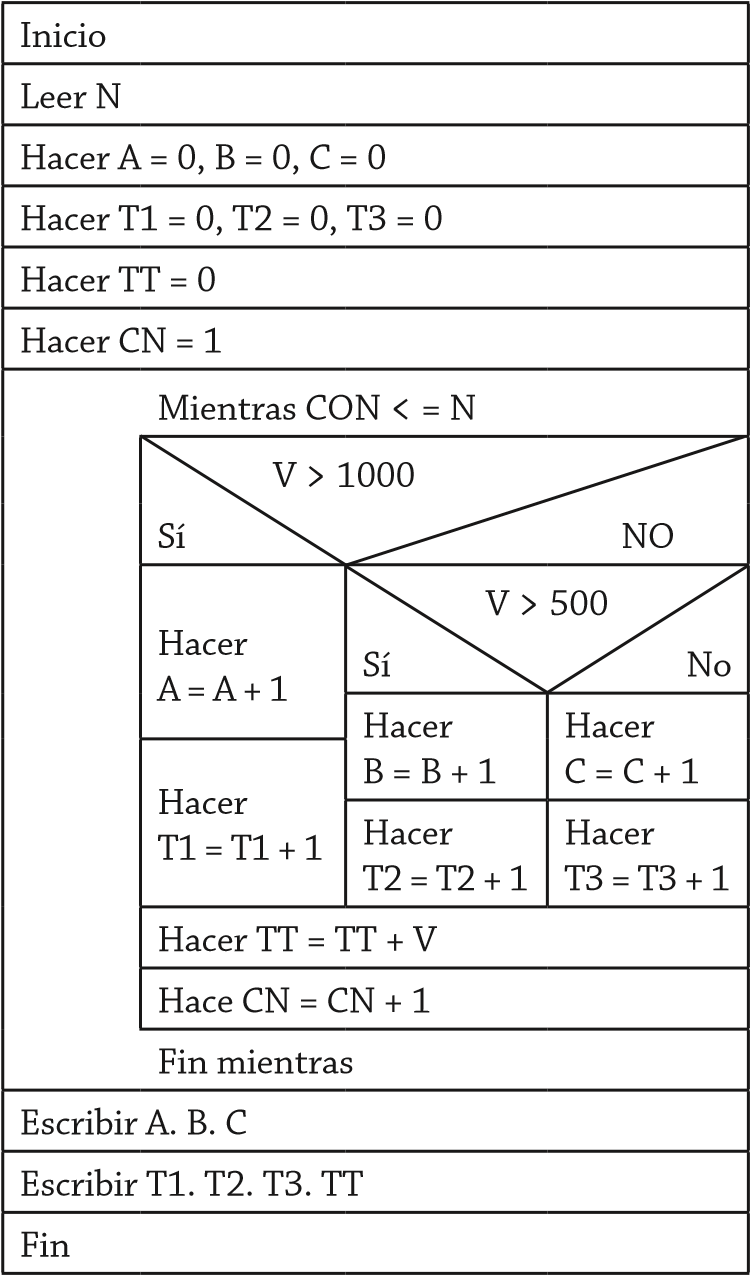 Inicio
Leer N
Hacer A = 0, B = 0, C = 0
Hacer T1 = 0, T2 = 0, T3 = 0
Hacer TT = 0
Hacer CN = 1
Mientras CON < = N
V > 1000
Sí
NO
V > 500
Sí
No
Hacer
A = A + 1
Hacer
B = B + 1
Hacer
C = C + 1
Hacer
T1 = T1 + 1
Hacer
T2 = T2 + 1
Hacer
T3 = T3 + 1
Hacer TT = TT + V
Hace CN = CN + 1
Fin mientras
Escribir A. B. C
Escribir T1. T2. T3. TT
Fin